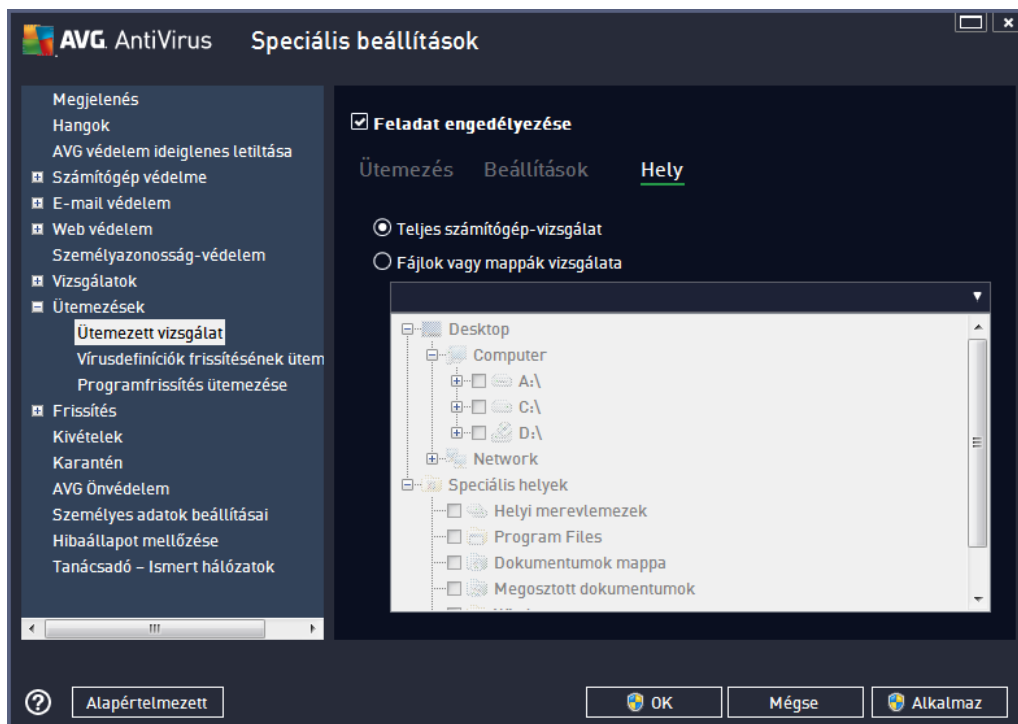 AVG. AntiVirus Speciális beállítások
Megjelenés
Hangok
AVG védelem ideiglenes letiltása
Számítógép védelme
E-mail védelem
Web védelem
Személyazonosság-védelem
Vizsgálatok
Ütemezések
Ütemezett vizsgálat
Vírusdefiníciók frissítésének ütem
Programfrissítés ütemezése
Frissítés
Kivételek
Karantén
AVG Önvédelem
Személyes adatok beállításai
Hibaállapot mellőzése
Tanácsadó – Ismert hálózatok
Feladat engedélyezése
Ütemezés Beállítások Hely
Teljes számítógép-vizsgálat
Fájlok vagy mappák vizsgálata
Desktop
Computer
A:\
C:\
D:\
Network
Speciális helyek
Helyi merevlemezek
Program Files
Dokumentumok mappa
Megosztott dokumentumok
Alapértelmezett
OK
Mégse
Alkalmaz